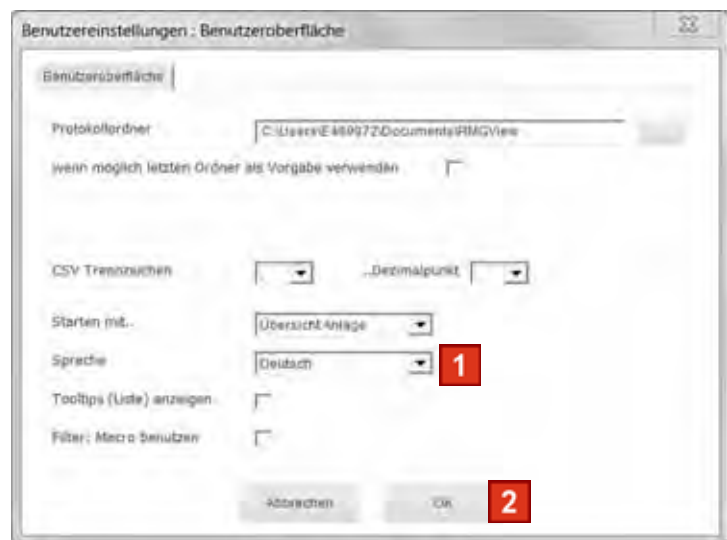 Benutzereinstellungen : Benutzeroberfläche
Benutzeroberfläche
Protokollordner C:\Users\E469972\Documents\RMGView
wenn möglich letzten Ordner als Vorgabe verwenden
CSV Trennzeichen ..Dezimalpunkt
Starten mit.. Übersicht Anlage
Sprache Deutsch 1
Tooltips (Liste) anzeigen
Filter: Macro benutzen
Abbrechen OK 2